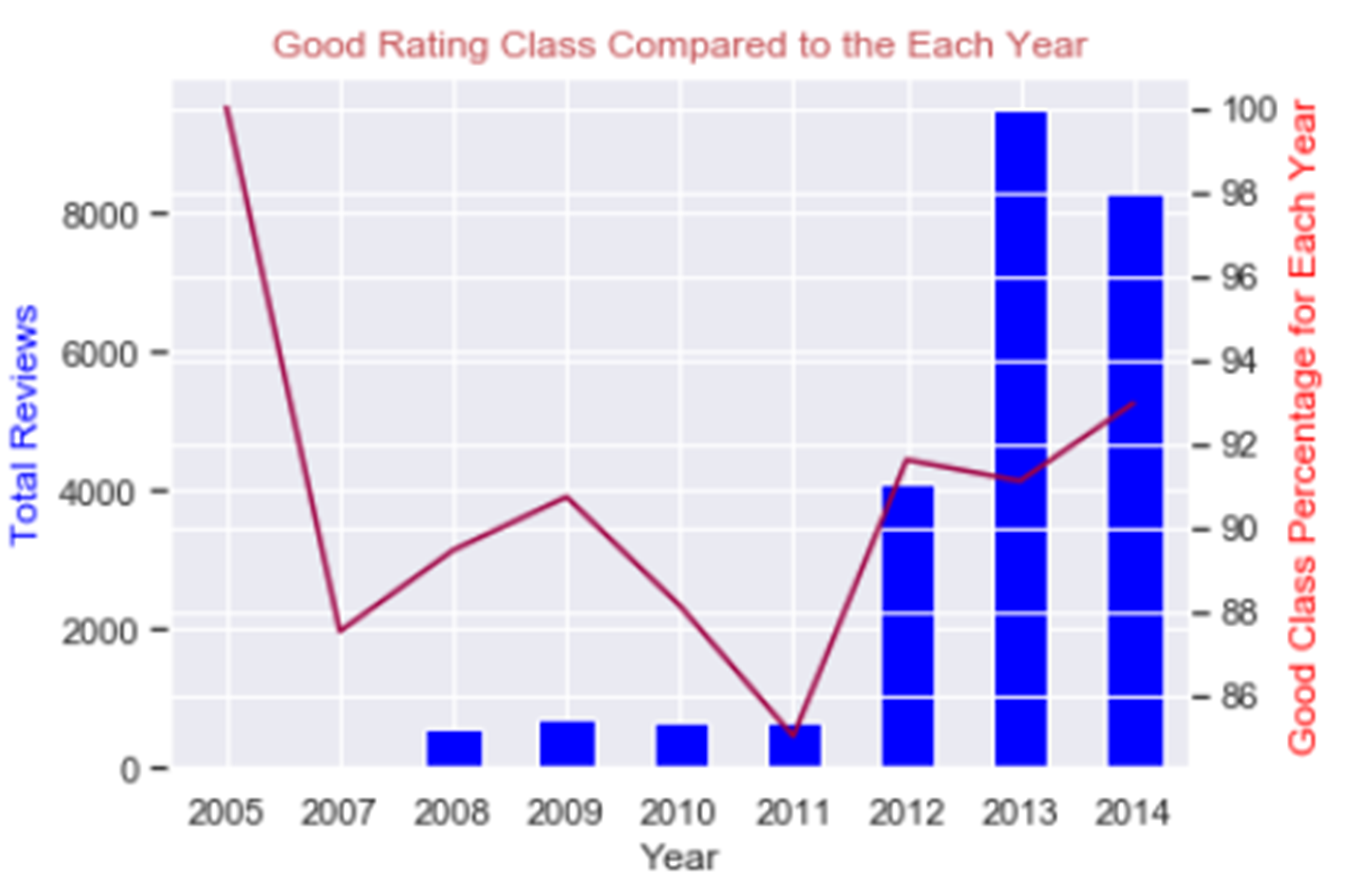 Good Rating Class Compared to the Each Year
Total Reviews
8000
6000
4000
2000
0
100
98
96
94
92
90
88
86
Good Class Percentage for Each Year
2005 2007 2008 2009 2010 2011 2012 2013 2014
Year